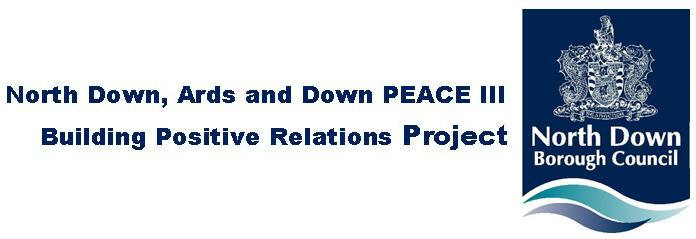 North Down, Ards and Down PEACE III
Building Positive Relations Project
North Down
Borough Council